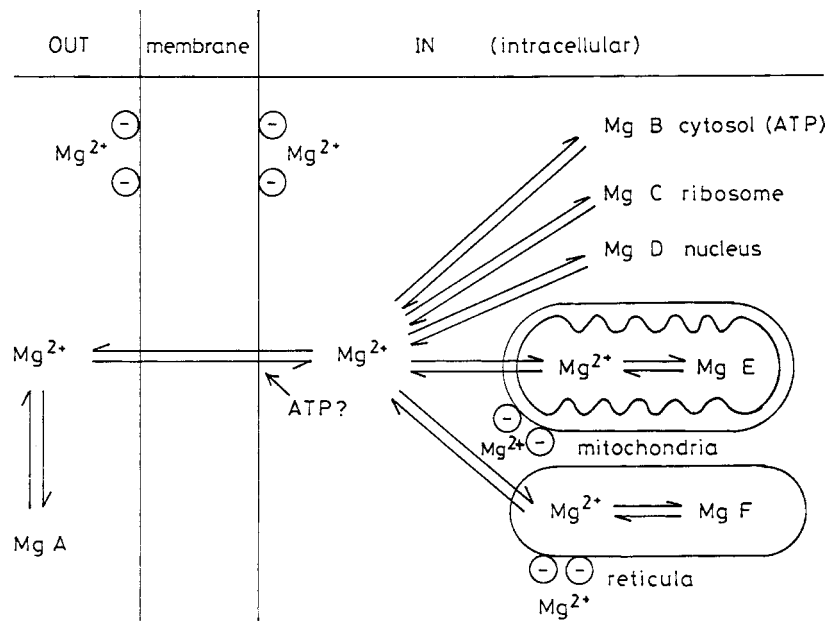 OUT membrane IN (intracellular)
Mg²⁺ ⊖ ⊖ Mg²⁺
⊖ ⊖
Mg B cytosol (ATP)
Mg C ribosome
Mg D nucleus
Mg²⁺ Mg²⁺ Mg²⁺ Mg E
ATP?
⊖ ⊖
Mg²⁺ mitochondria
Mg A
Mg²⁺ Mg F
⊖ ⊖ reticula
Mg²⁺